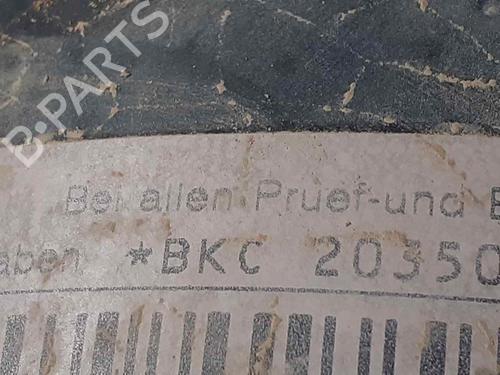 B-PARTS
Bei allen Pruef-und E
aben *BKC 20350